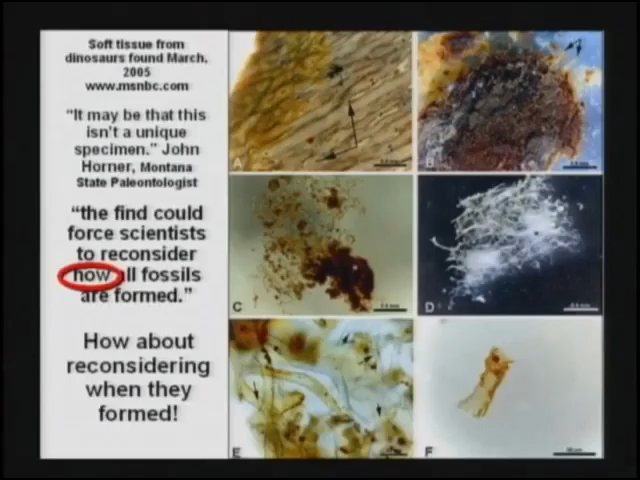 Soft tissue from
dinosaurs found March,
2005
www.msnbc.com
"It may be that this
isn't a unique
specimen." John
Horner, Montana
State Paleontologist
"the find could
force scientists
to reconsider
how all fossils
are formed."
How about
reconsidering
when they
formed!
A
B
C
D
E
F